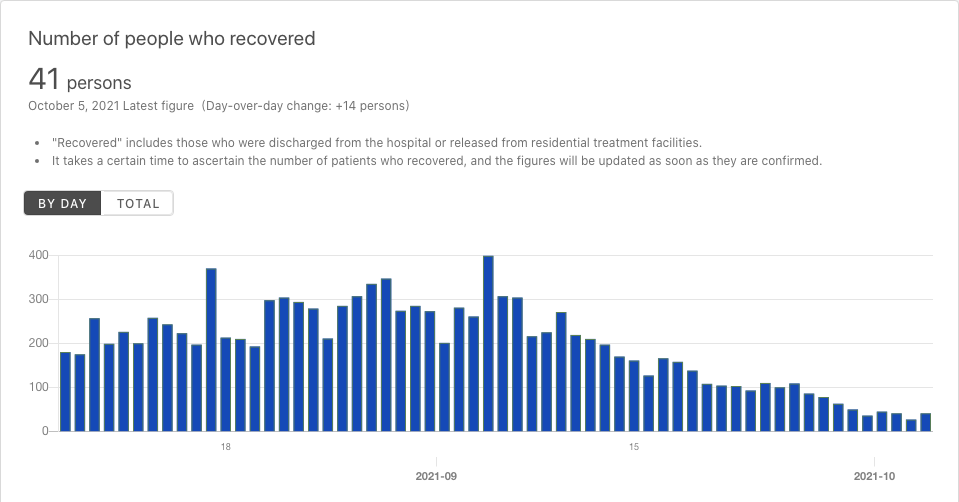 Number of people who recovered
41 persons
October 5, 2021 Latest figure (Day-over-day change: +14 persons)
• "Recovered" includes those who were discharged from the hospital or released from residential treatment facilities.
• It takes a certain time to ascertain the number of patients who recovered, and the figures will be updated as soon as they are confirmed.
BY DAY TOTAL
400
300
200
100
0
18 15
2021-09 2021-10